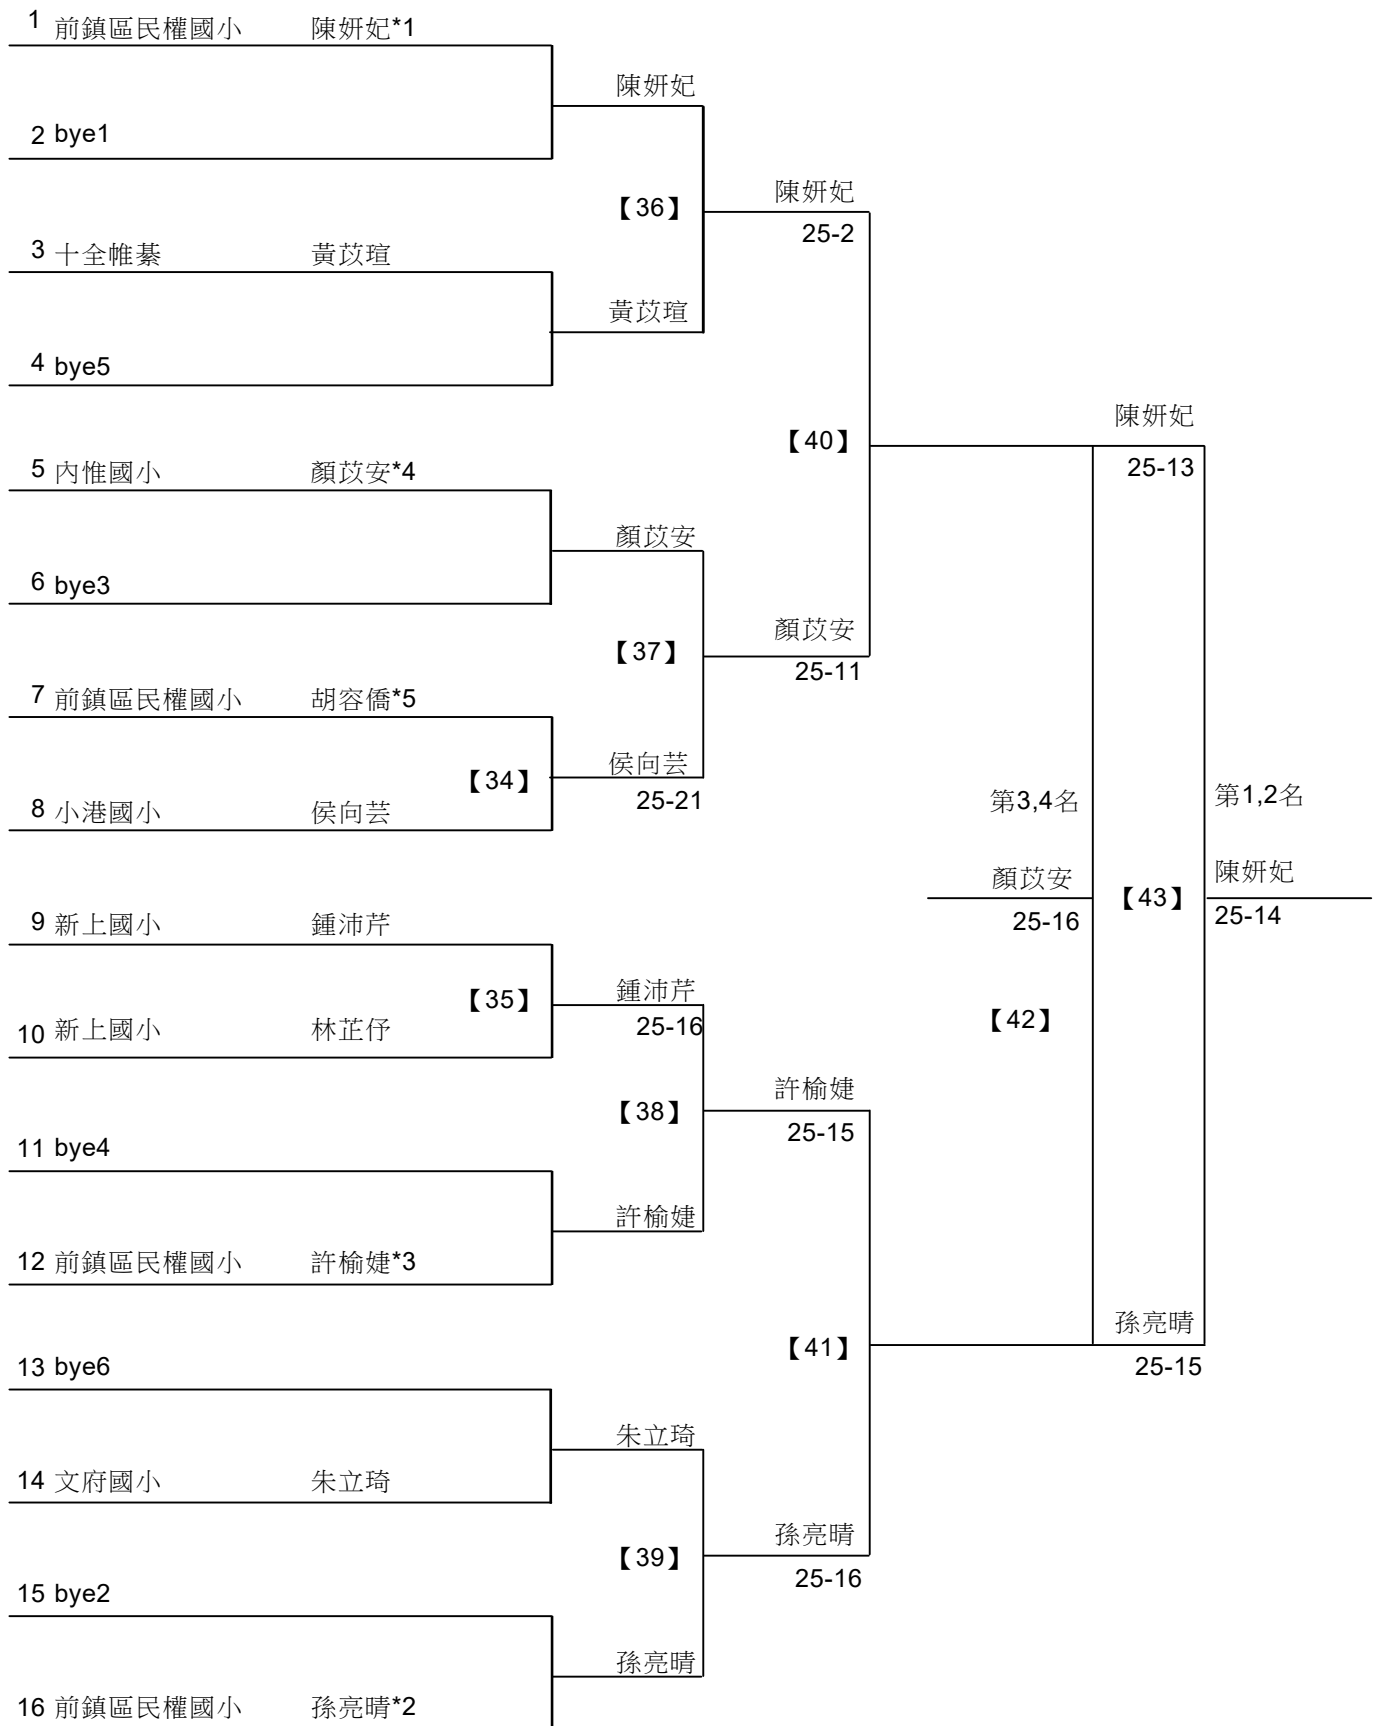 1 前鎮區民權國小 陳妍妃*1
陳妍妃
2 bye1
陳妍妃
【36】
25-2
3 十全帷綦 黃苡瑄
黃苡瑄
4 bye5
陳妍妃
【40】
25-13
5 內惟國小 顏苡安*4
顏苡安
6 bye3
顏苡安
【37】
25-11
7 前鎮區民權國小 胡容僑*5
侯向芸
【34】
25-21
8 小港國小 侯向芸
第3,4名
第1,2名
顏苡安
【43】
陳妍妃
25-16
25-14
9 新上國小 鍾沛芹
鍾沛芹
【35】
25-16
10 新上國小 林芷伃
【42】
許榆婕
【38】
25-15
11 bye4
許榆婕
12 前鎮區民權國小 許榆婕*3
孫亮晴
【41】
25-15
13 bye6
朱立琦
14 文府國小 朱立琦
孫亮晴
【39】
25-16
15 bye2
孫亮晴
16 前鎮區民權國小 孫亮晴*2